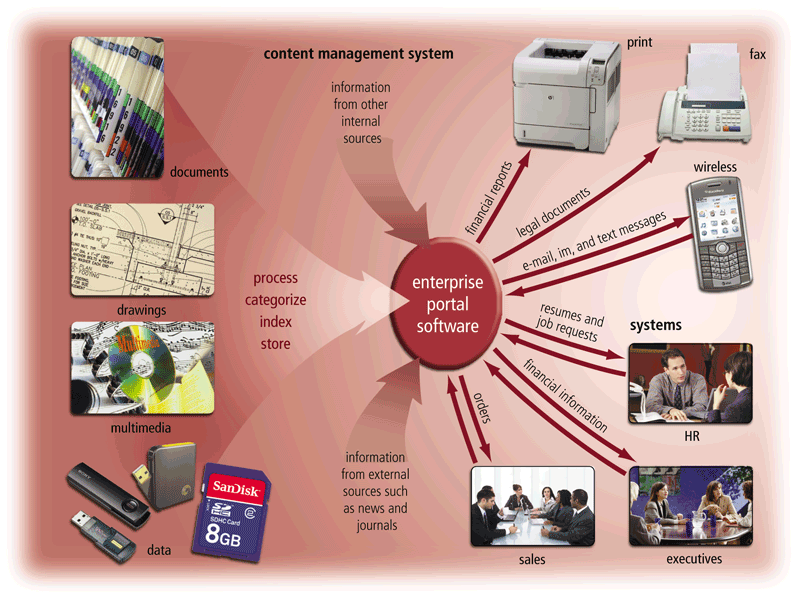 content management system
information
from other
internal
sources
print
fax
documents
wireless
financial reports
legal documents
e-mail, im, and text messages
drawings
process
categorize
index
store
enterprise
portal
software
resumes and
job requests
systems
Multimedia
multimedia
HR
financial information
orders
information
from external
sources such
as news and
journals
SONY
SanDisk
SDHC Card
8GB
data
sales
executives